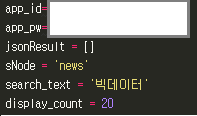 app_id=
app_pw=
jsonResult = []
sNode = 'news'
search_text = '빅데이터'
display_count = 20